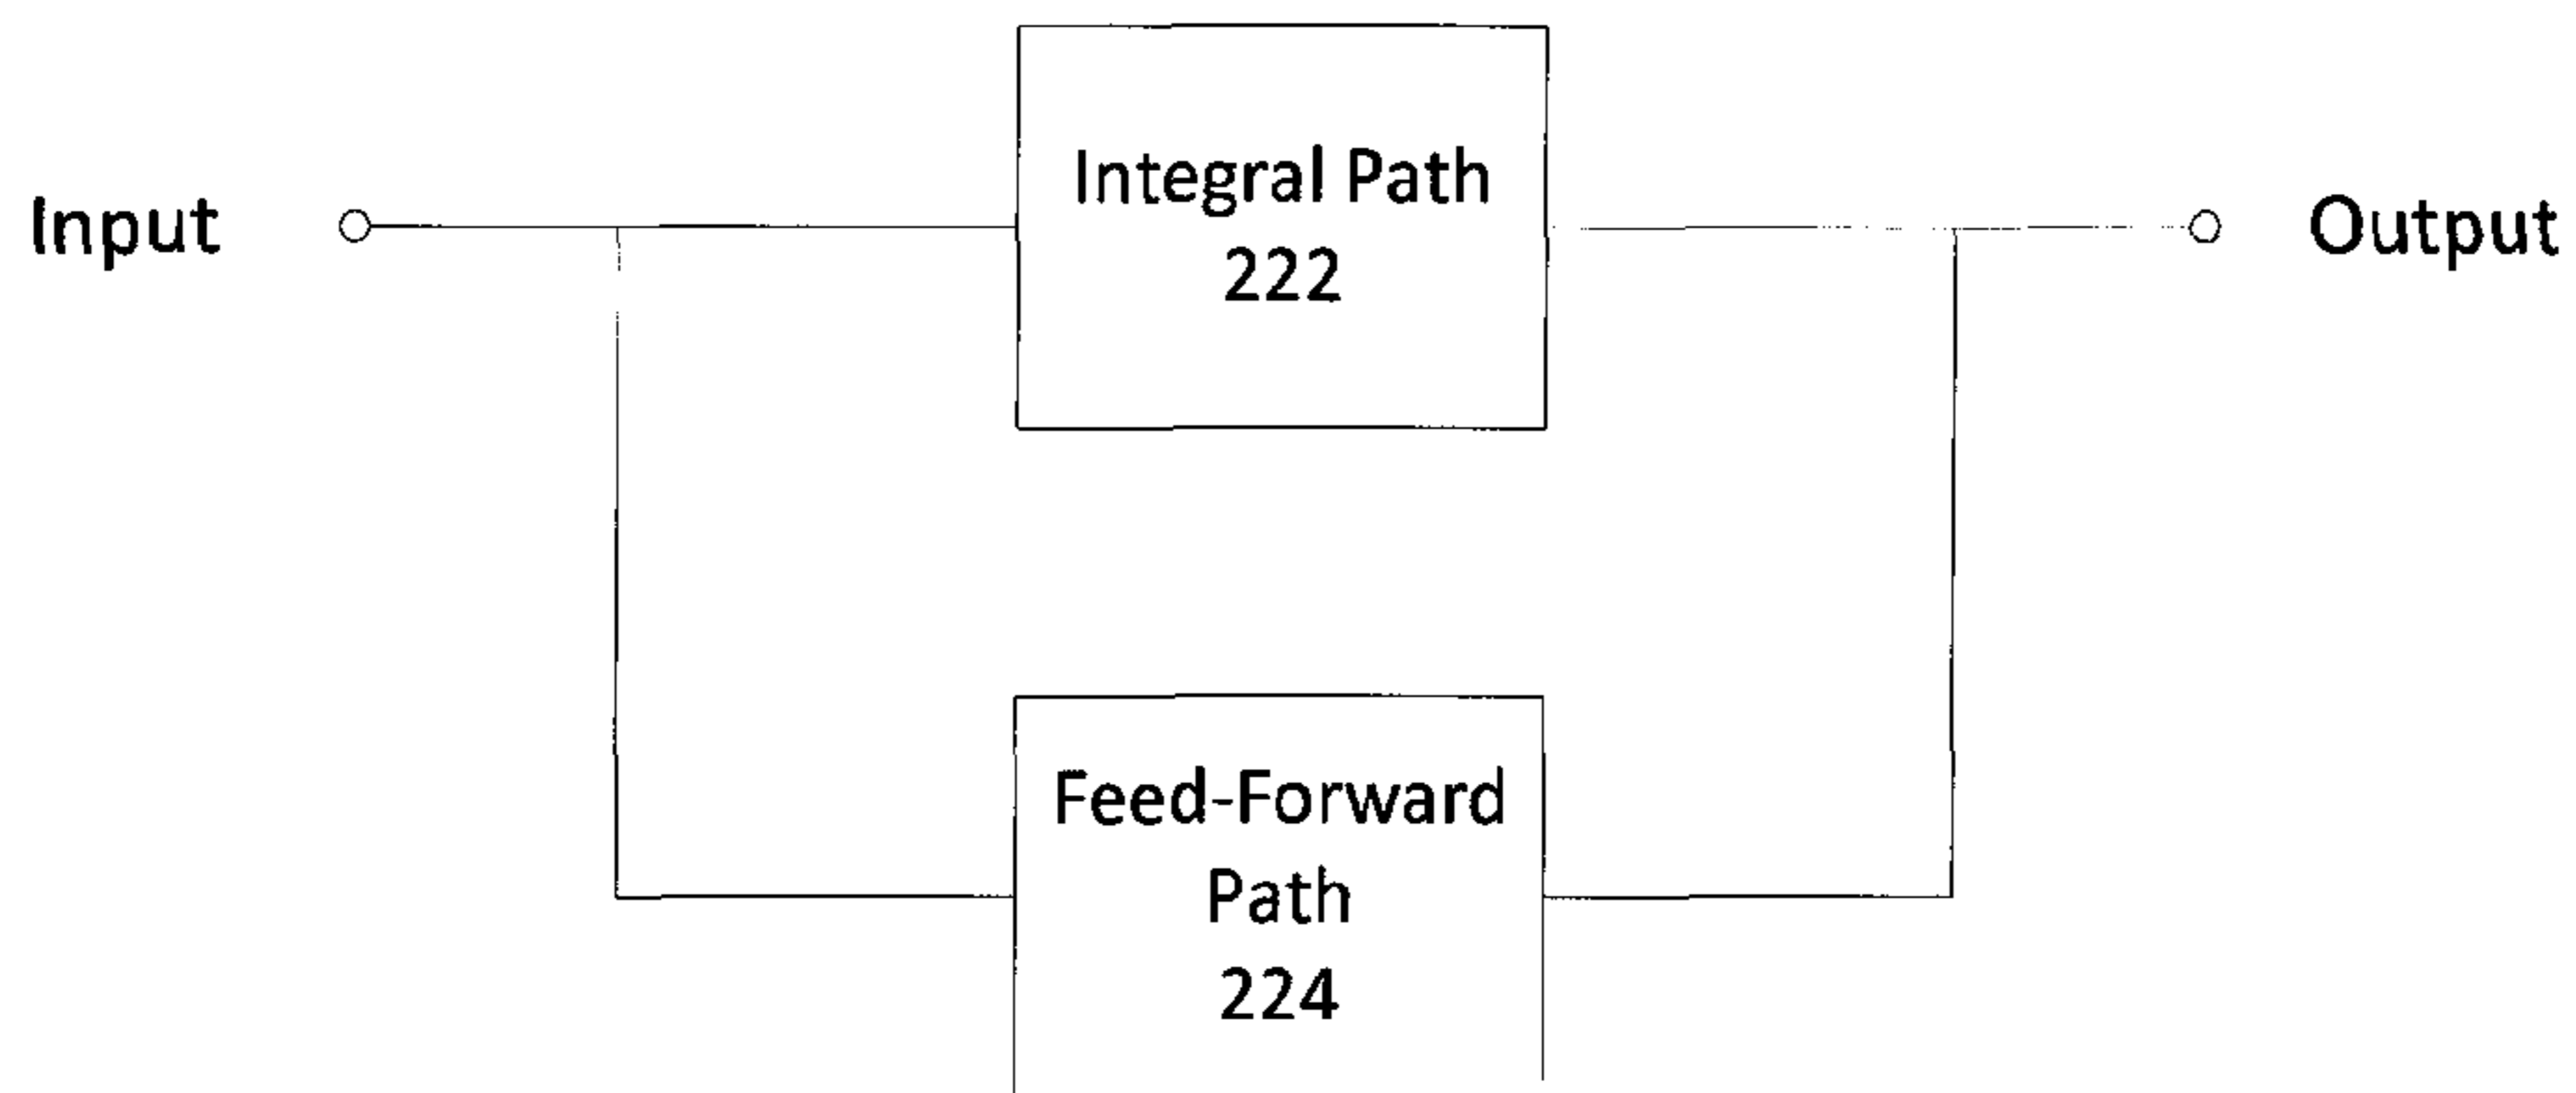 Input
Integral Path
222
Output
Feed-Forward
Path
224